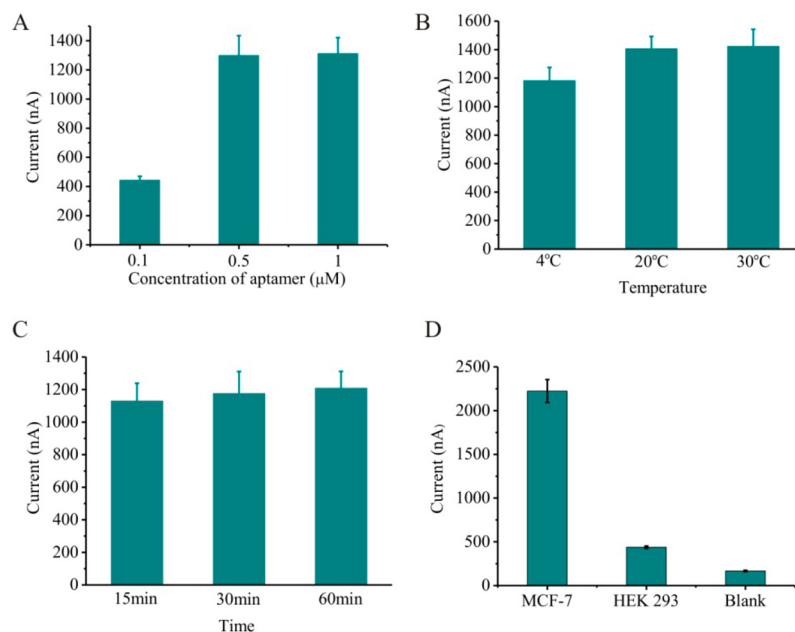 A
Current (nA)
1400
1200
1000
800
600
400
200
0
0.1 0.5 1
Concentration of aptamer (μM)
B
Current (nA)
1600
1400
1200
1000
800
600
400
200
0
4°C 20°C 30°C
Temperature
C
Current (nA)
1400
1200
1000
800
600
400
200
0
15min 30min 60min
Time
D
Current (nA)
2500
2000
1500
1000
500
0
MCF-7 HEK 293 Blank